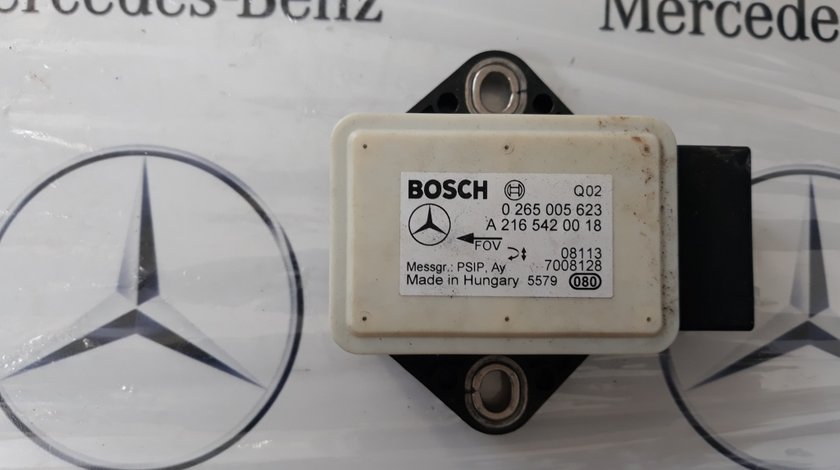 Mercedes-Benz
Mercedes
BOSCH
Q02
0 265 005 623
A 216 542 00 18
FOV
08113
Messgr.: PSIP, Ay 7008128
Made in Hungary 5579 080